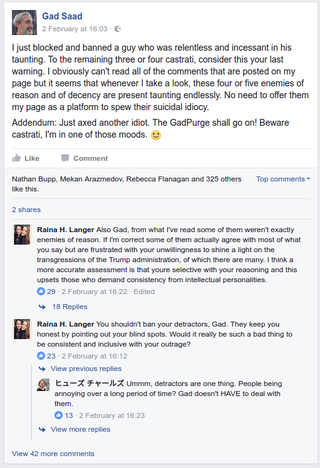 Gad Saad
2 February at 16:03 ·
I just blocked and banned a guy who was relentless and incessant in his
taunting. To the remaining three or four castrati, consider this your last
warning. I obviously can't read all of the comments that are posted on my
page but it seems that whenever I take a look, these four or five enemies of
reason and of decency are present taunting endlessly. No need to offer them
my page as a platform to spew their suicidal idiocy.
Addendum: Just axed another idiot. The GadPurge shall go on! Beware
castrati, I'm in one of those moods.
Like Comment
Nathan Bupp, Mekan Arazmedov, Rebecca Flanagan and 325 others
like this.
Top comments
2 shares
Raina H. Langer Also Gad, from what I've read some of them weren't exactly
enemies of reason. If I'm correct some of them actually agree with most of what
you say but are frustrated with your unwillingness to shine a light on the
transgressions of the Trump administration, of which there are many. I think a
more accurate assessment is that youre selective with your reasoning and this
upsets those who demand consistency from intellectual personalities.
29 · 2 February at 16:22 · Edited
18 Replies
Raina H. Langer You shouldn't ban your detractors, Gad. They keep you
honest by pointing out your blind spots. Would it really be such a bad thing to
be consistent and inclusive with your outrage?
23 · 2 February at 16:12
View previous replies
ヒューズ チャールズ Ummm, detractors are one thing. People being
annoying over a long period of time? Gad doesn't HAVE to deal with
them.
13 · 2 February at 16:23
View more replies
View 42 more comments